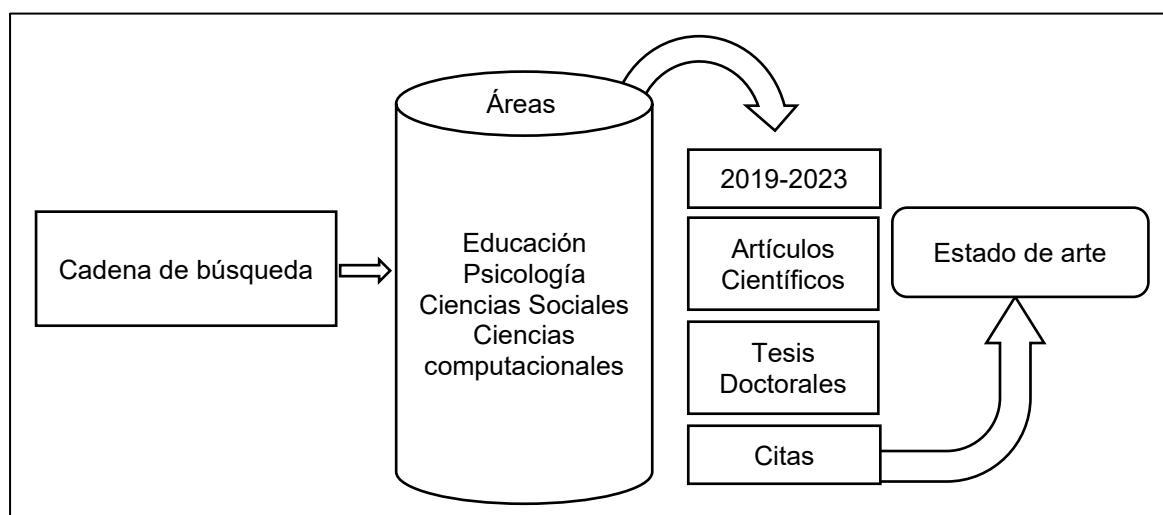 Cadena de búsqueda
Áreas
Educación
Psicología
Ciencias Sociales
Ciencias
computacionales
2019-2023
Artículos
Científicos
Tesis
Doctorales
Citas
Estado de arte